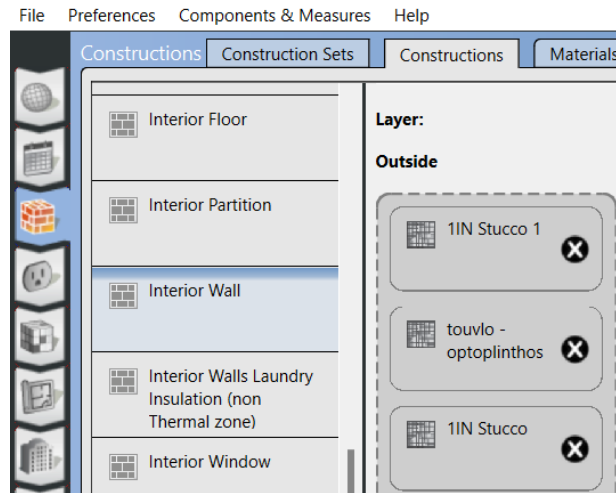 File Preferences Components & Measures Help
Constructions Construction Sets Constructions Materials
Interior Floor
Interior Partition
Interior Wall
Interior Walls Laundry
Insulation (non
Thermal zone)
Interior Window
Layer:
Outside
1IN Stucco 1
touvlo -
optoplinthos
1IN Stucco